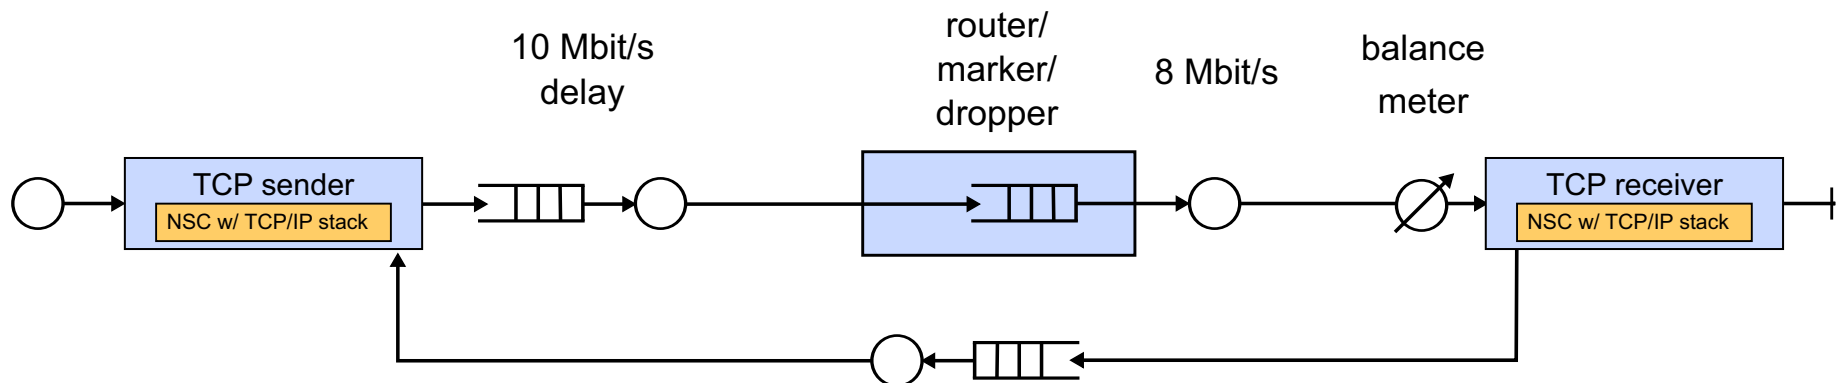 10 Mbit/s
delay
router/
marker/
dropper
8 Mbit/s
balance
meter
TCP sender
NSC w/ TCP/IP stack
TCP receiver
NSC w/ TCP/IP stack